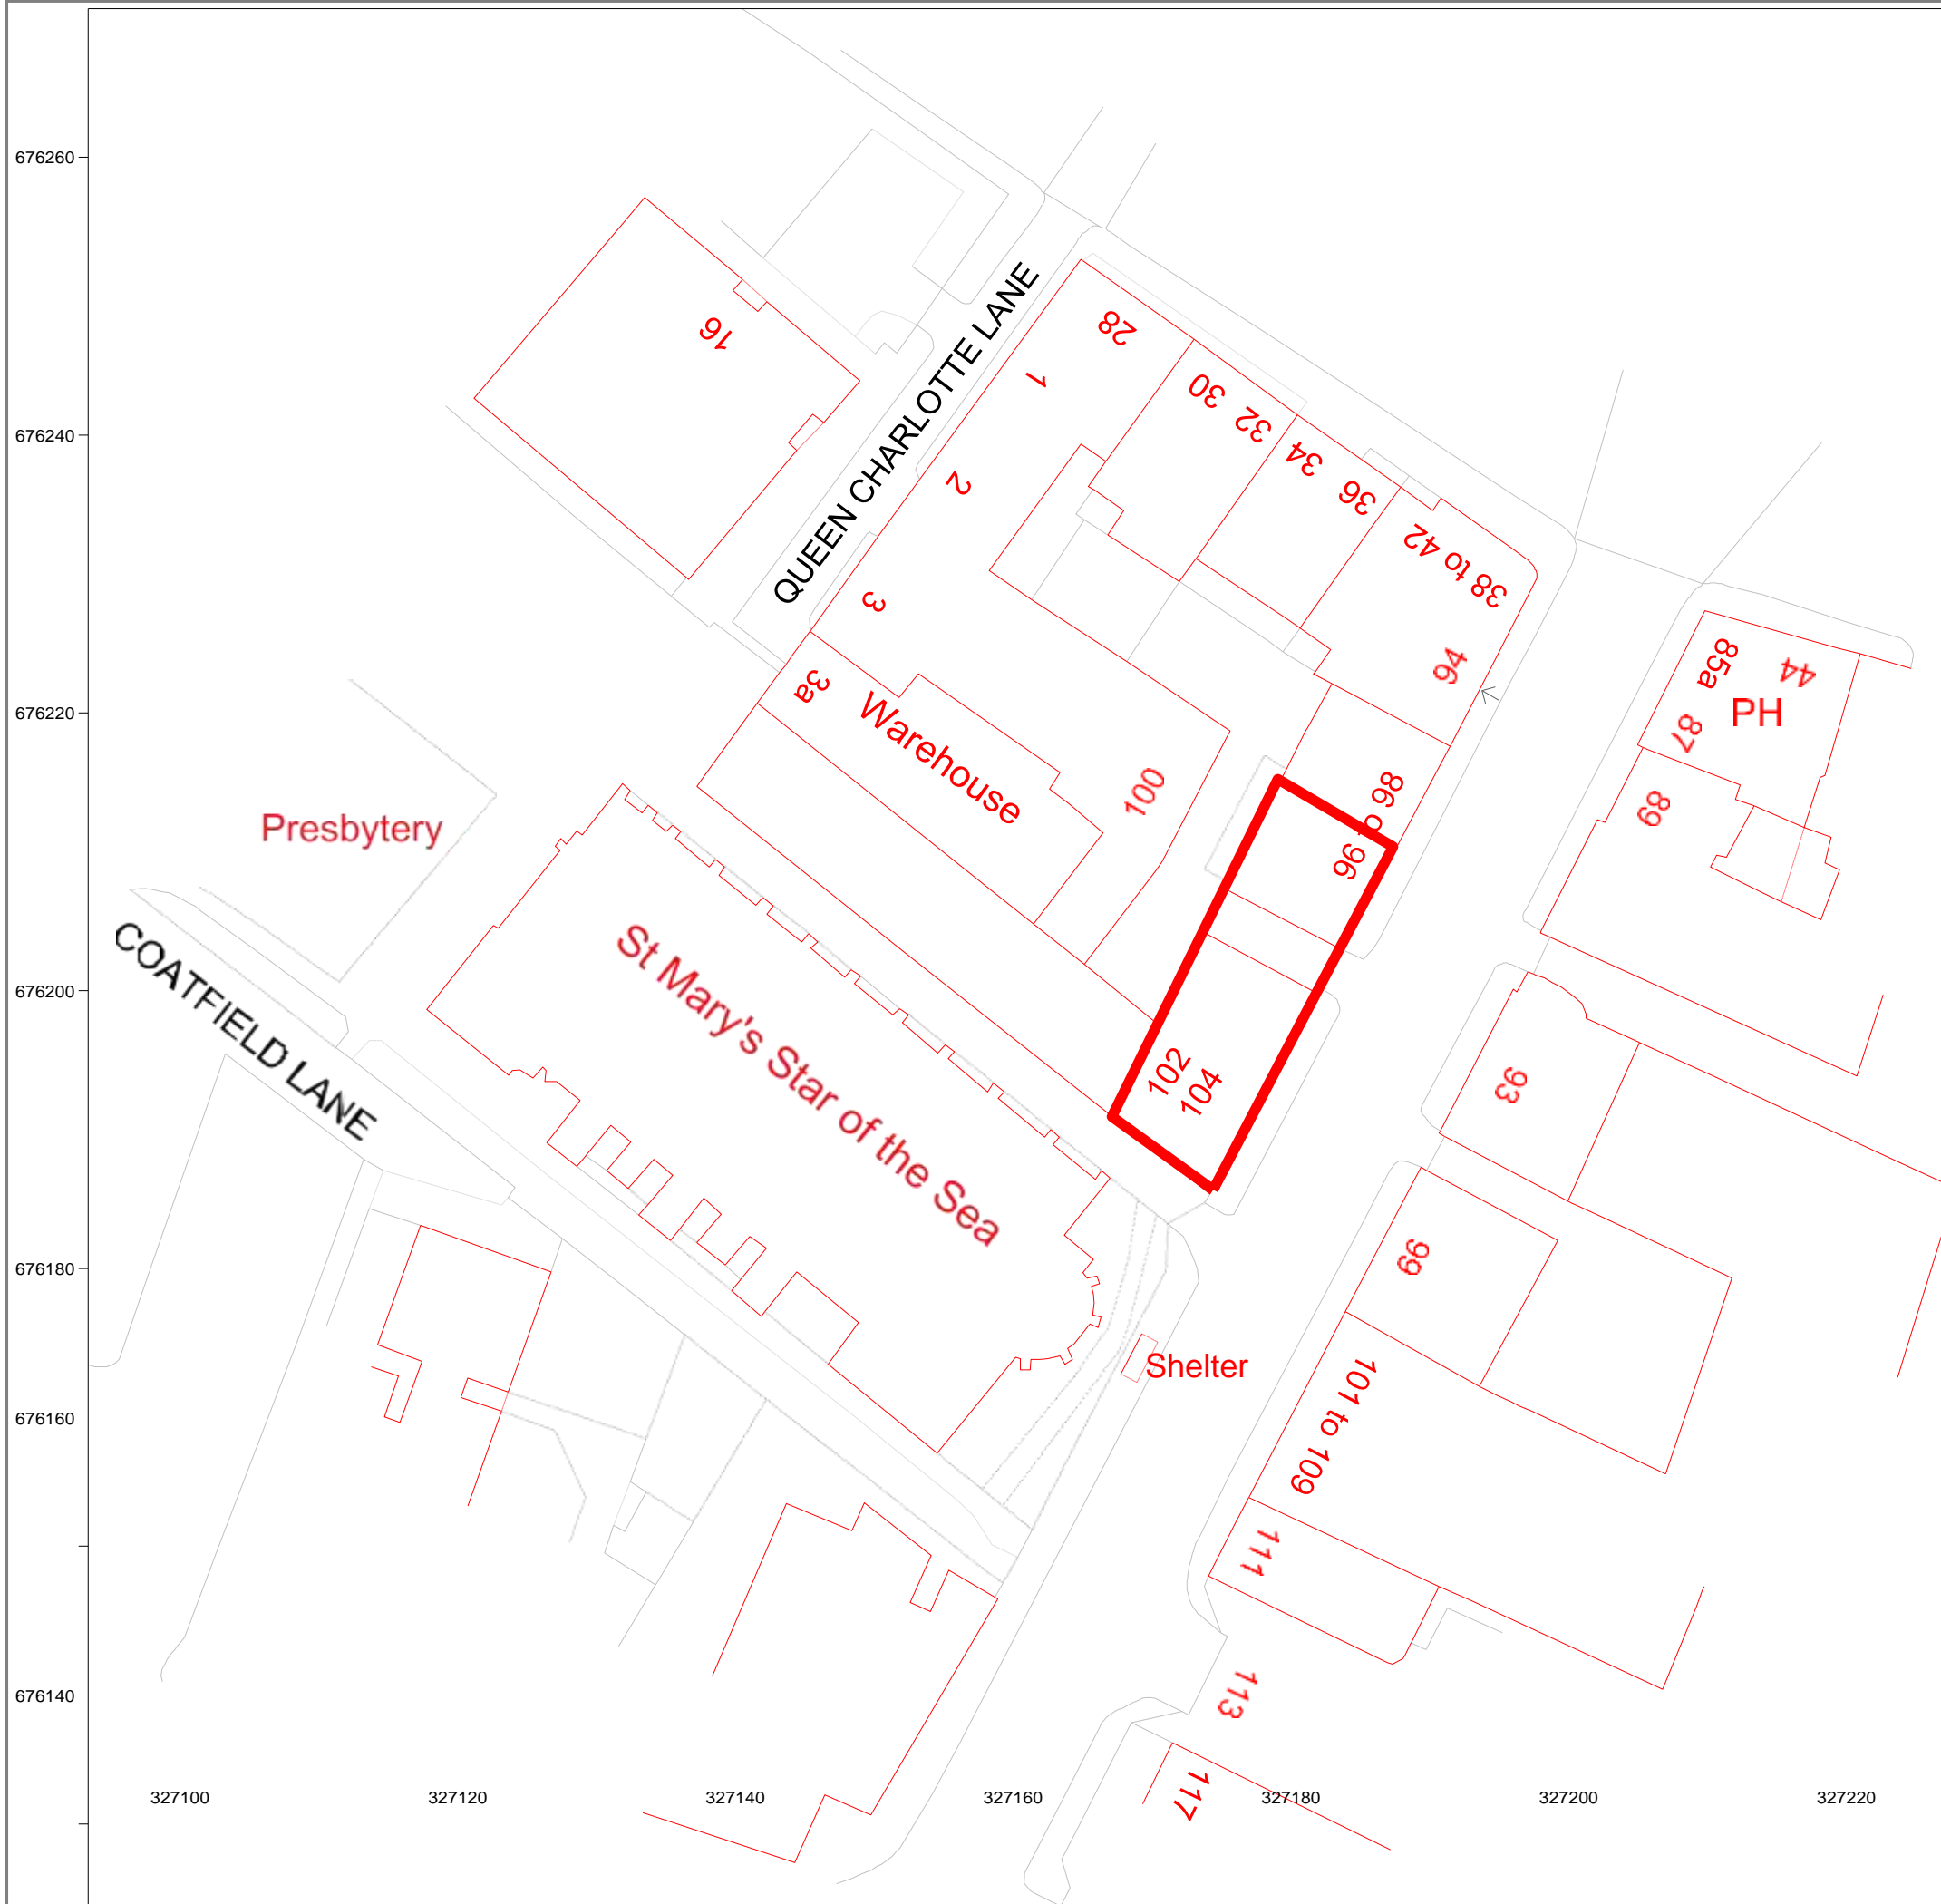 676260
676240
676220
676200
676180
676160
676140
327100
327120
327140
327160
327180
327200
327220
QUEEN CHARLOTTE LANE
16
28
1
30
32
2
34
36
38 to 42
3
94
3a
Warehouse
100
85a
44
PH
87
89
96 to 98
Presbytery
COATFIELD LANE
St Mary's Star of the Sea
102
104
93
99
Shelter
101 to 109
111
113
117